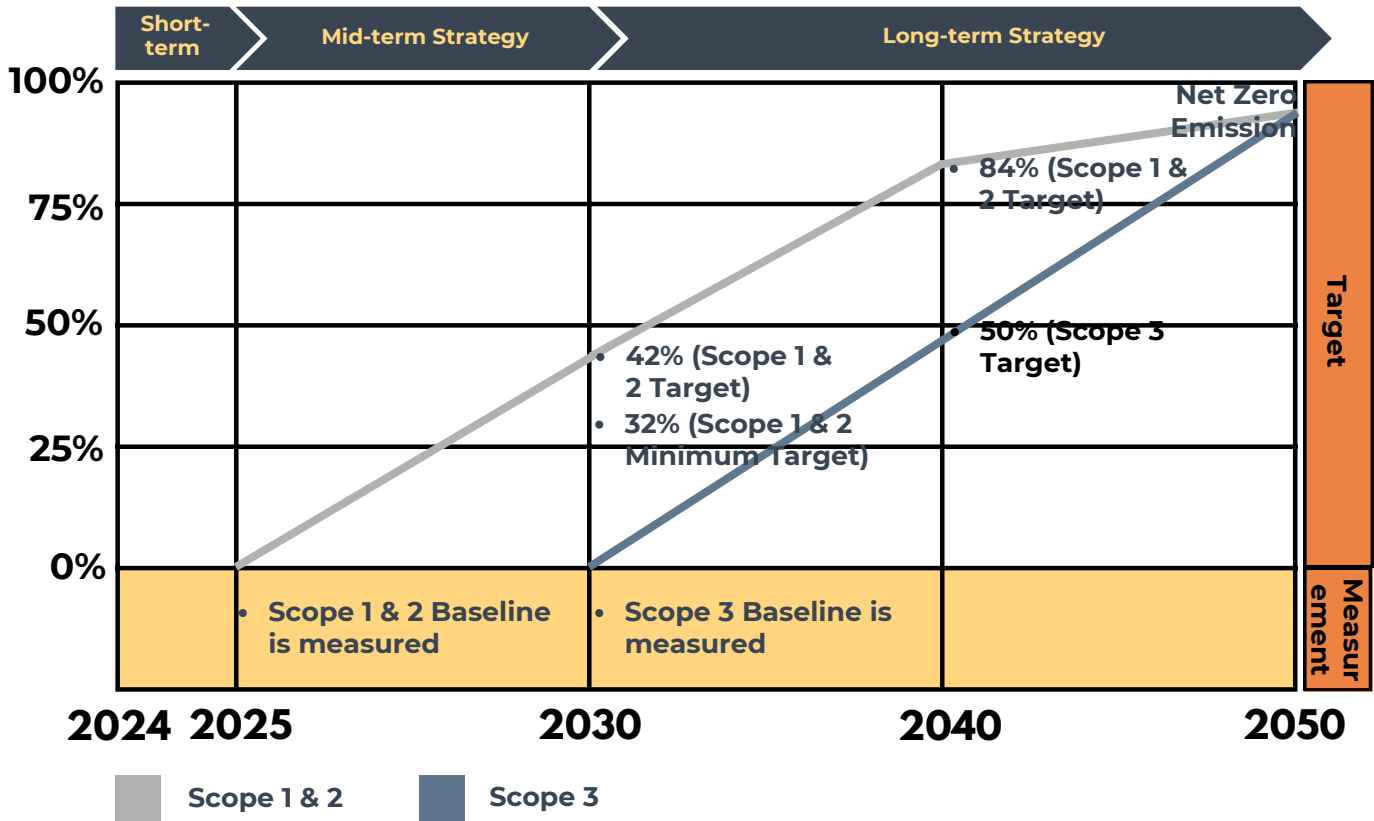 Short-
term
Mid-term Strategy
Long-term Strategy
100%
75%
50%
25%
0%
Net Zero
Emission
• 84% (Scope 1 &
2 Target)
• 50% (Scope 3
Target)
• 42% (Scope 1 &
2 Target)
• 32% (Scope 1 & 2
Minimum Target)
• Scope 1 & 2 Baseline
is measured
• Scope 3 Baseline is
measured
Target
Measur
ement
2024
2025
2030
2040
2050
Scope 1 & 2
Scope 3